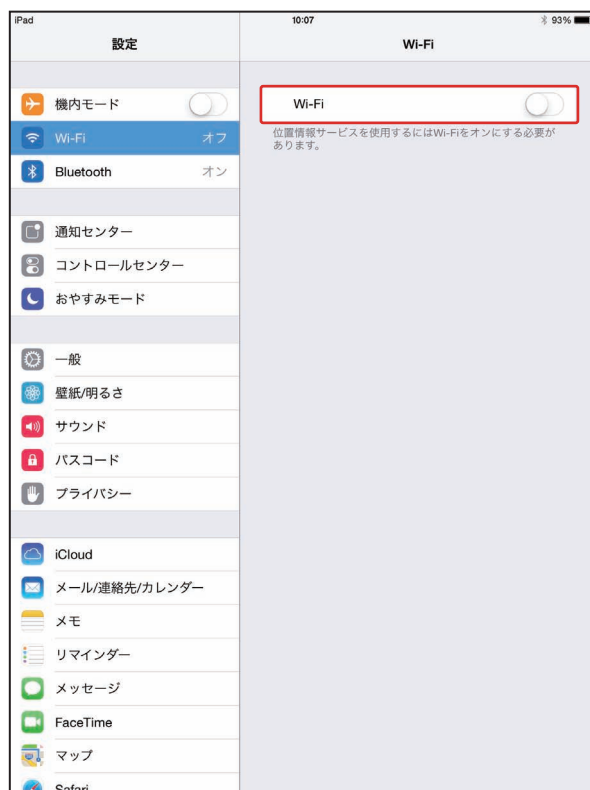 iPad 10:07 93%
設定
Wi-Fi
機内モード
Wi-Fi オフ
Bluetooth オン
通知センター
コントロールセンター
おやすみモード
一般
壁紙/明るさ
サウンド
パスコード
プライバシー
iCloud
メール/連絡先/カレンダー
メモ
リマインダー
メッセージ
FaceTime
マップ
Safari
Wi-Fi
位置情報サービスを使用するにはWi-Fiをオンにする必要が
あります。